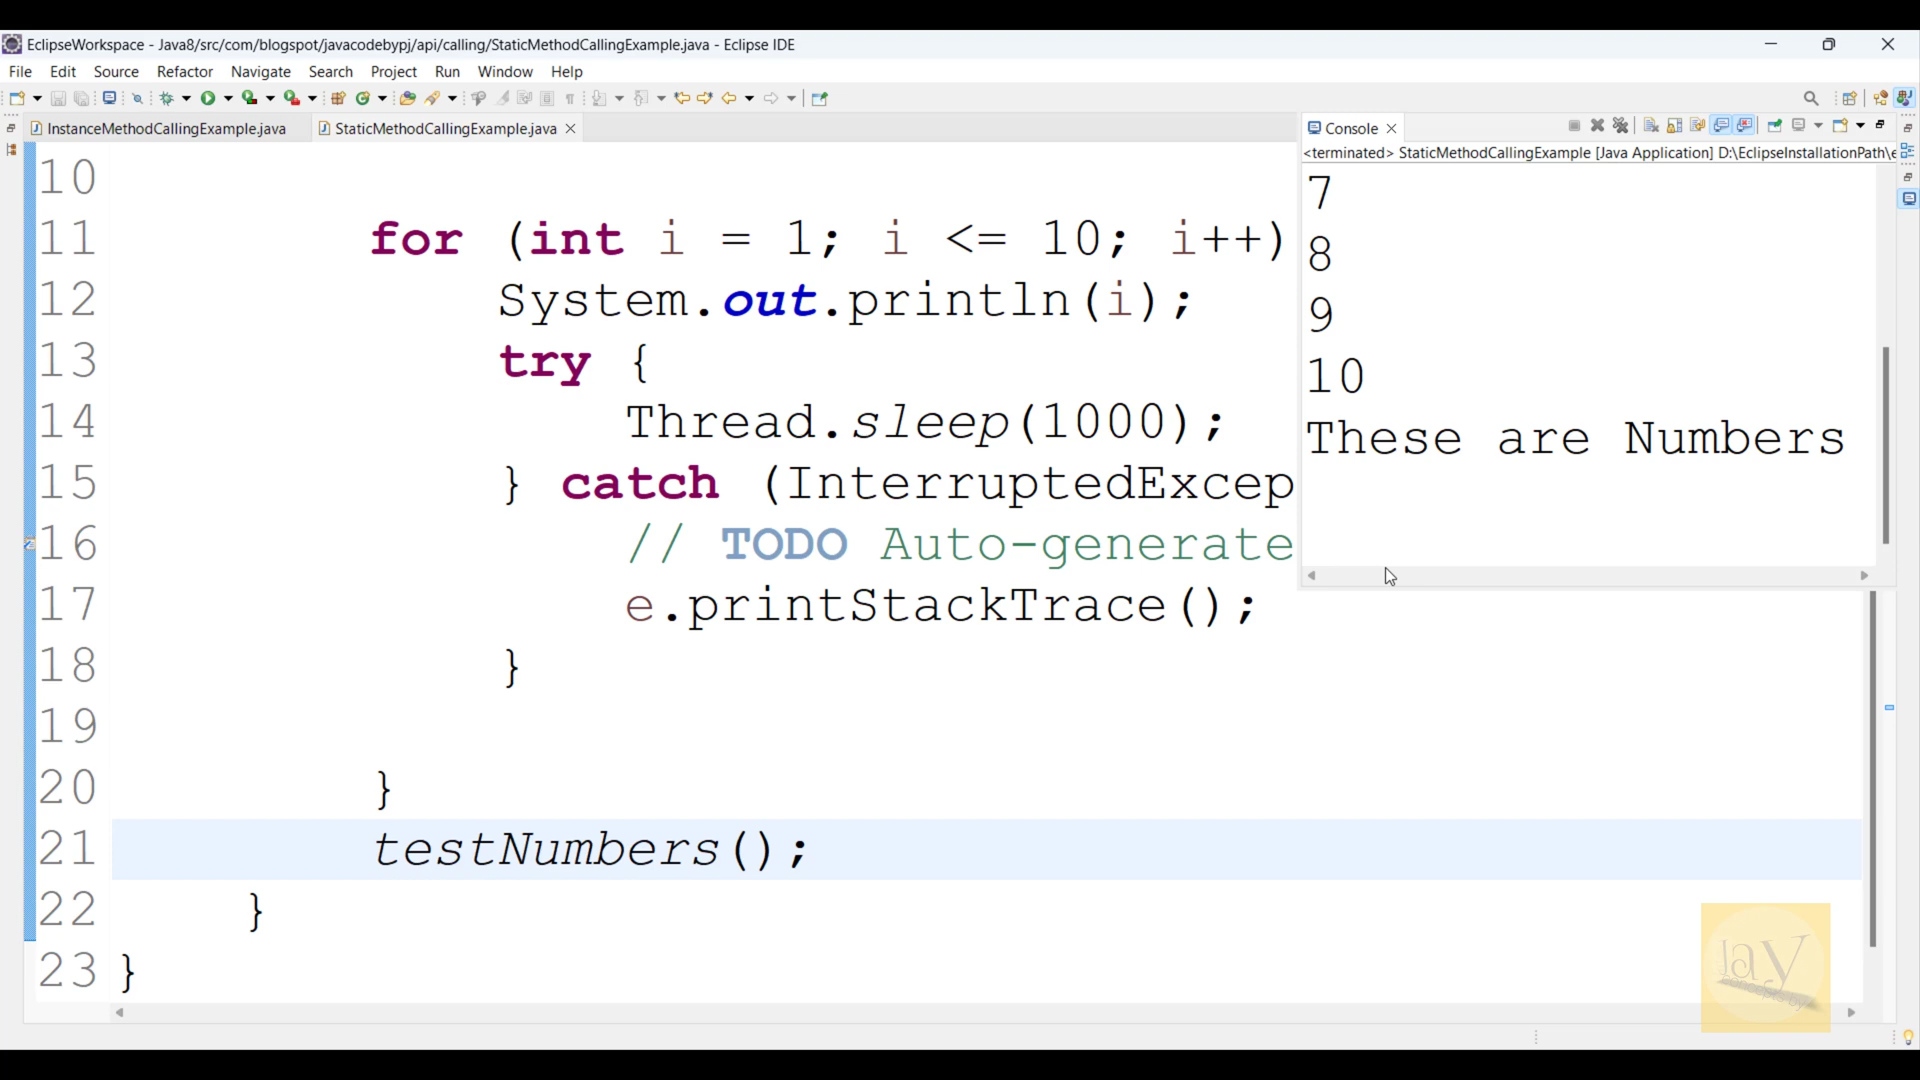 EclipseWorkspace - Java8/src/com/blogspot/javacodebypj/api/calling/StaticMethodCallingExample.java - Eclipse IDE
File Edit Source Refactor Navigate Search Project Run Window Help
InstanceMethodCallingExample.java StaticMethodCallingExample.java
10
11 for (int i = 1; i <= 10; i++)
12 System.out.println(i);
13 try {
14 Thread.sleep(1000);
15 } catch (InterruptedExcep
16 // TODO Auto-generate
17 e.printStackTrace();
18 }
19
20 }
21 testNumbers();
22 }
23 }
Console
<terminated> StaticMethodCallingExample [Java Application] D:\EclipseInstallationPath\e
7
8
9
10
These are Numbers
Jay